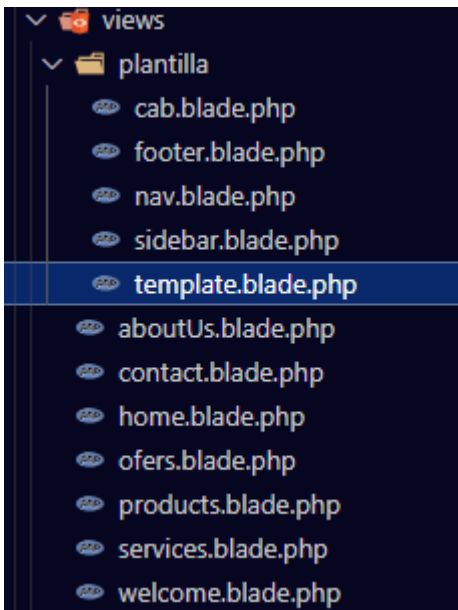 views
plantilla
cab.blade.php
footer.blade.php
nav.blade.php
sidebar.blade.php
template.blade.php
aboutUs.blade.php
contact.blade.php
home.blade.php
ofers.blade.php
products.blade.php
services.blade.php
welcome.blade.php